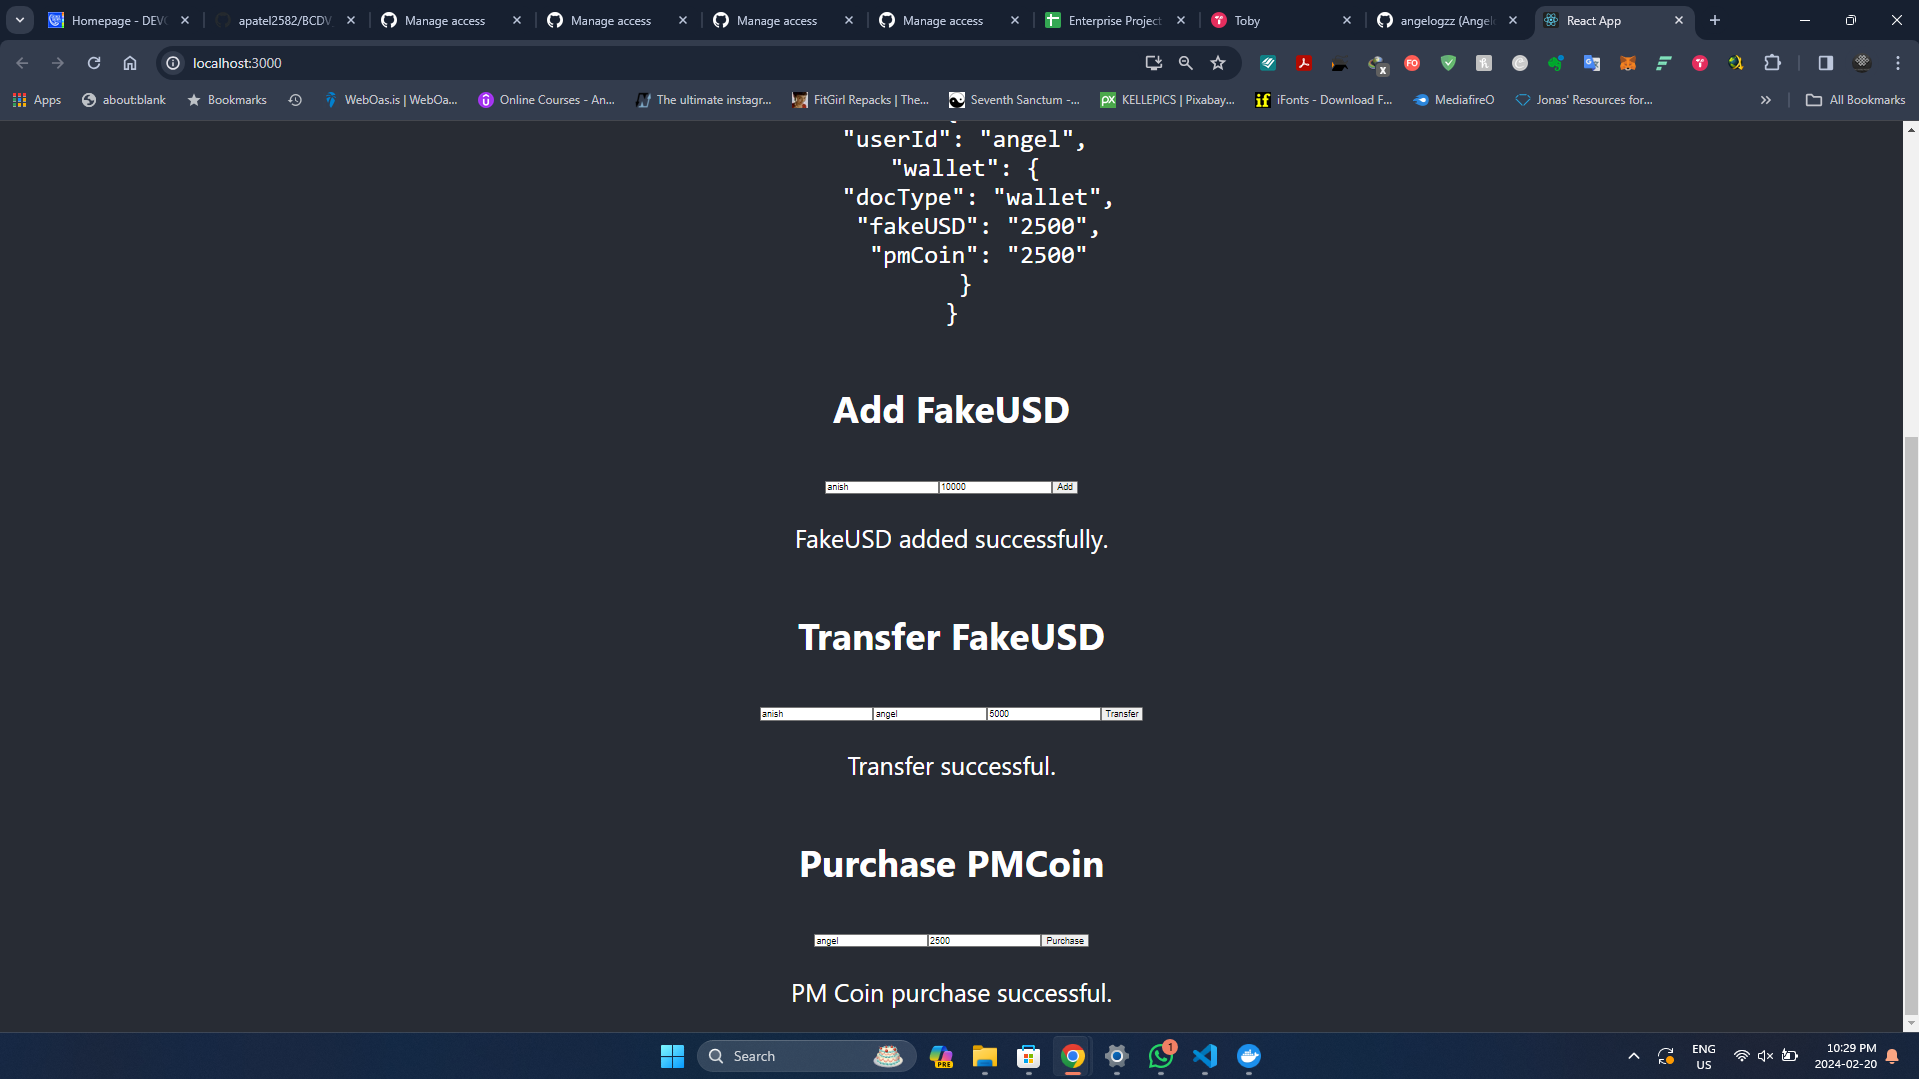 Homepage - DEVC
apatel2582/BCDV
Manage access
Manage access
Manage access
Manage access
Enterprise Project
Toby
angelogzz (Angel
React App
localhost:3000
Apps
about:blank
Bookmarks
WebOas.is | WebOa...
Online Courses - An...
The ultimate instagr...
FitGirl Repacks | The...
Seventh Sanctum -...
KELLEPICS | Pixabay...
iFonts - Download F...
MediafireO
Jonas' Resources for...
All Bookmarks
"userId": "angel",
"wallet": {
"docType": "wallet",
"fakeUSD": "2500",
"pmCoin": "2500"
}
}
Add FakeUSD
anish 10000 Add
FakeUSD added successfully.
Transfer FakeUSD
anish angel 5000 Transfer
Transfer successful.
Purchase PMCoin
angel 2500 Purchase
PM Coin purchase successful.
Search
PRE
1
ENG
US
10:29 PM
2024-02-20